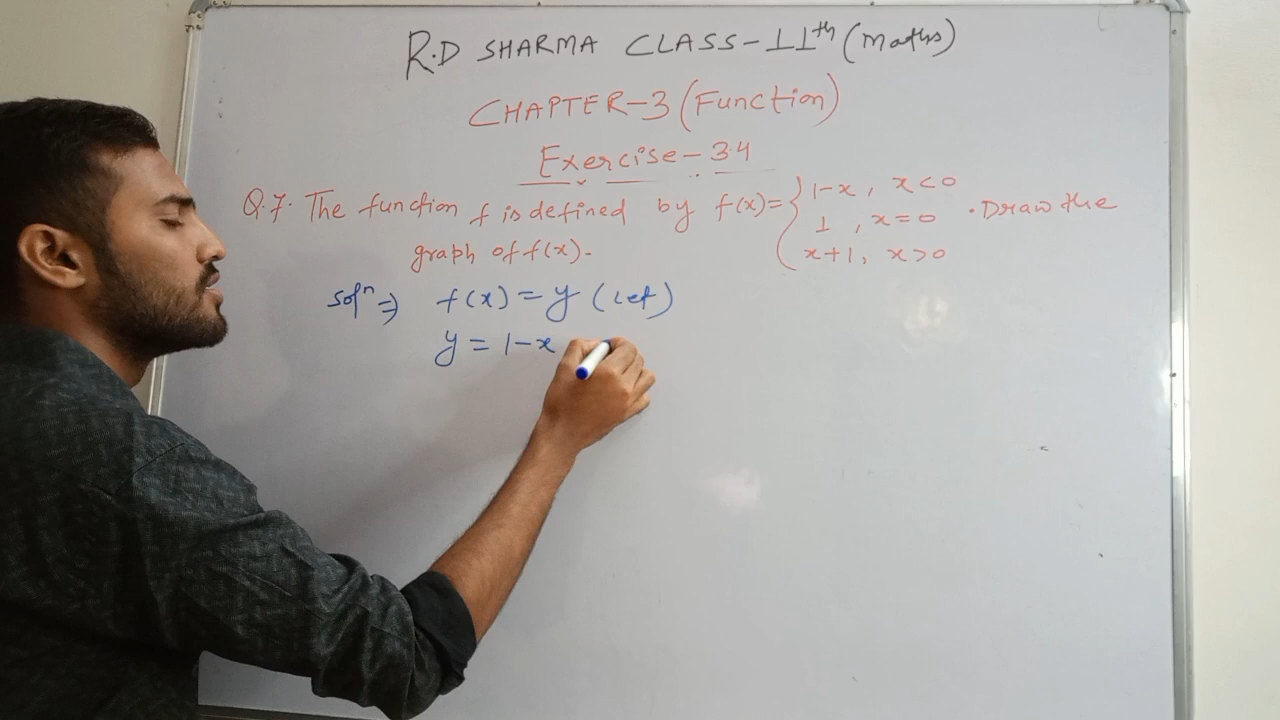 R.D SHARMA CLASS-11th (Maths)
CHAPTER-3 (Function)
Exercise-3.4
Q.7. The function f is defined by f(x)={ 1-x, x<0
1, x=0 . Draw the
x+1, x>0
graph of f(x).
Solⁿ ⇒ f(x) = y (Let)
y = 1-x